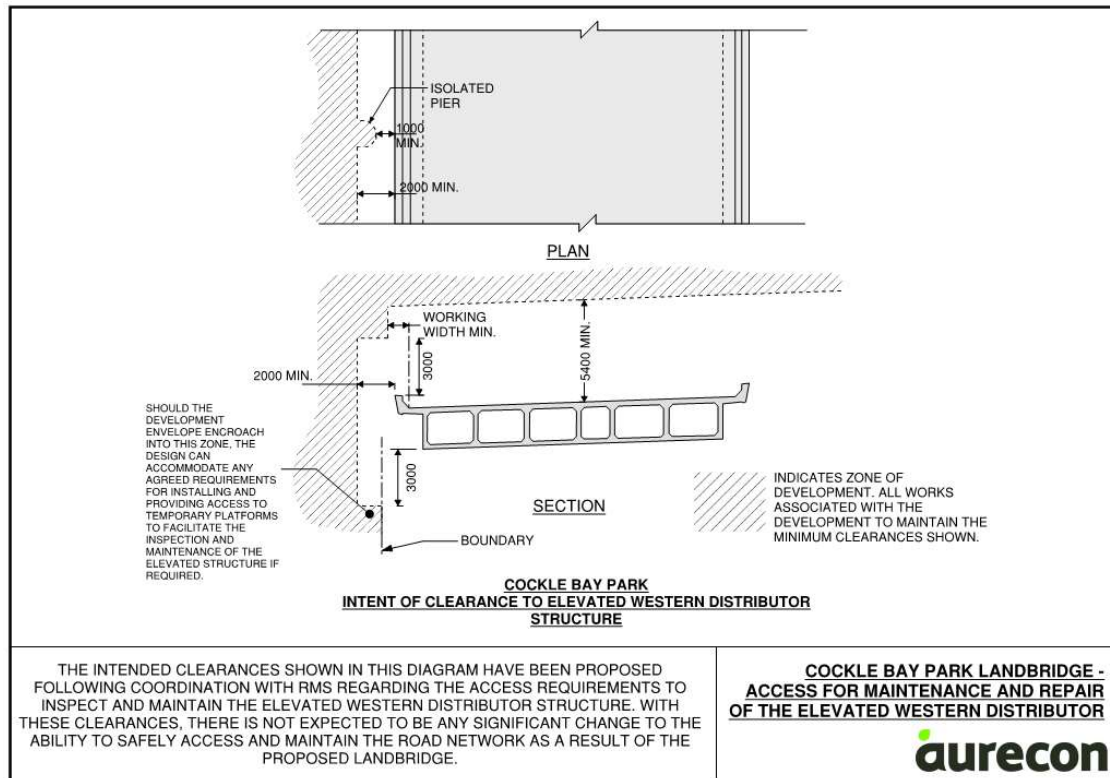 ISOLATED
PIER
1000
MIN.
2000 MIN.
PLAN
WORKING
WIDTH MIN.
3000
5400 MIN.
2000 MIN.
SHOULD THE
DEVELOPMENT
ENVELOPE ENCROACH
INTO THIS ZONE, THE
DESIGN CAN
ACCOMMODATE ANY
AGREED REQUIREMENTS
FOR INSTALLING AND
PROVIDING ACCESS TO
TEMPORARY PLATFORMS
TO FACILITATE THE
INSPECTION AND
MAINTENANCE OF THE
ELEVATED STRUCTURE IF
REQUIRED.
3000
SECTION
BOUNDARY
INDICATES ZONE OF
DEVELOPMENT. ALL WORKS
ASSOCIATED WITH THE
DEVELOPMENT TO MAINTAIN THE
MINIMUM CLEARANCES SHOWN.
COCKLE BAY PARK
INTENT OF CLEARANCE TO ELEVATED WESTERN DISTRIBUTOR
STRUCTURE
THE INTENDED CLEARANCES SHOWN IN THIS DIAGRAM HAVE BEEN PROPOSED
FOLLOWING COORDINATION WITH RMS REGARDING THE ACCESS REQUIREMENTS TO
INSPECT AND MAINTAIN THE ELEVATED WESTERN DISTRIBUTOR STRUCTURE. WITH
THESE CLEARANCES, THERE IS NOT EXPECTED TO BE ANY SIGNIFICANT CHANGE TO THE
ABILITY TO SAFELY ACCESS AND MAINTAIN THE ROAD NETWORK AS A RESULT OF THE
PROPOSED LANDBRIDGE.
COCKLE BAY PARK LANDBRIDGE -
ACCESS FOR MAINTENANCE AND REPAIR
OF THE ELEVATED WESTERN DISTRIBUTOR
aurecon